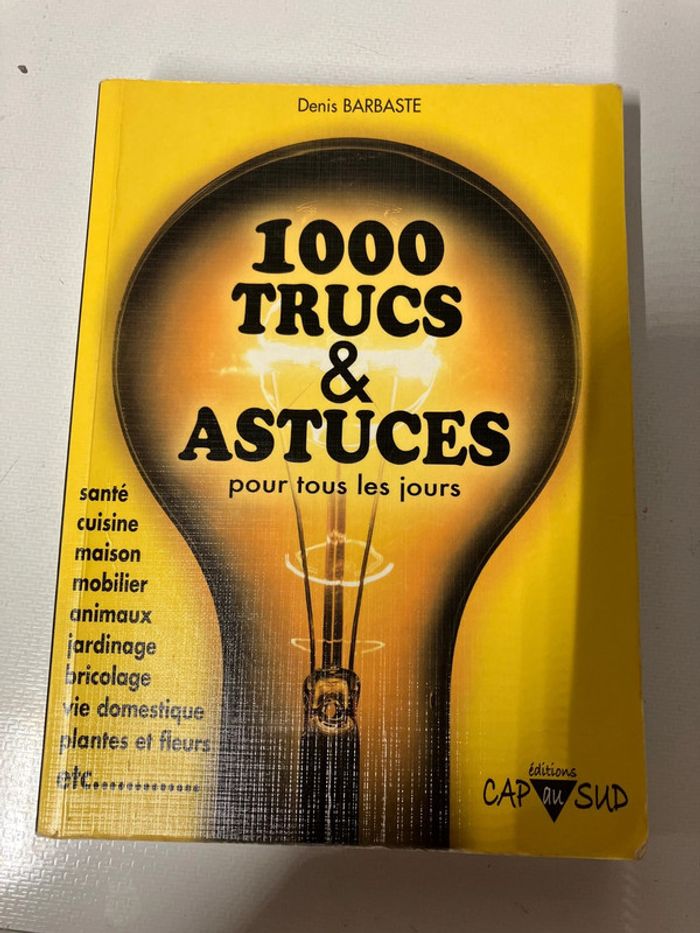 Denis BARBASTE
1000
TRUCS
&
ASTUCES
pour tous les jours
santé
cuisine
maison
mobilier
animaux
jardinage
bricolage
vie domestique
plantes et fleurs
etc.............
éditions
CAP au SUD